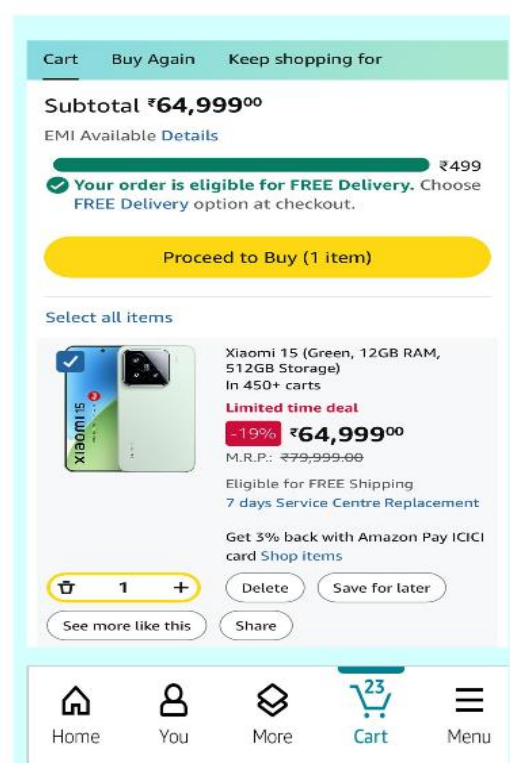 Cart Buy Again Keep shopping for
Subtotal ₹64,999⁰⁰
EMI Available Details
₹499
Your order is eligible for FREE Delivery. Choose
FREE Delivery option at checkout.
Proceed to Buy (1 item)
Select all items
Xiaomi 15
Xiaomi 15 (Green, 12GB RAM,
512GB Storage)
In 450+ carts
Limited time deal
-19% ₹64,999⁰⁰
M.R.P.: ₹79,999.00
Eligible for FREE Shipping
7 days Service Centre Replacement
Get 3% back with Amazon Pay ICICI
card Shop items
1
Delete Save for later
See more like this Share
23
Home You More Cart Menu